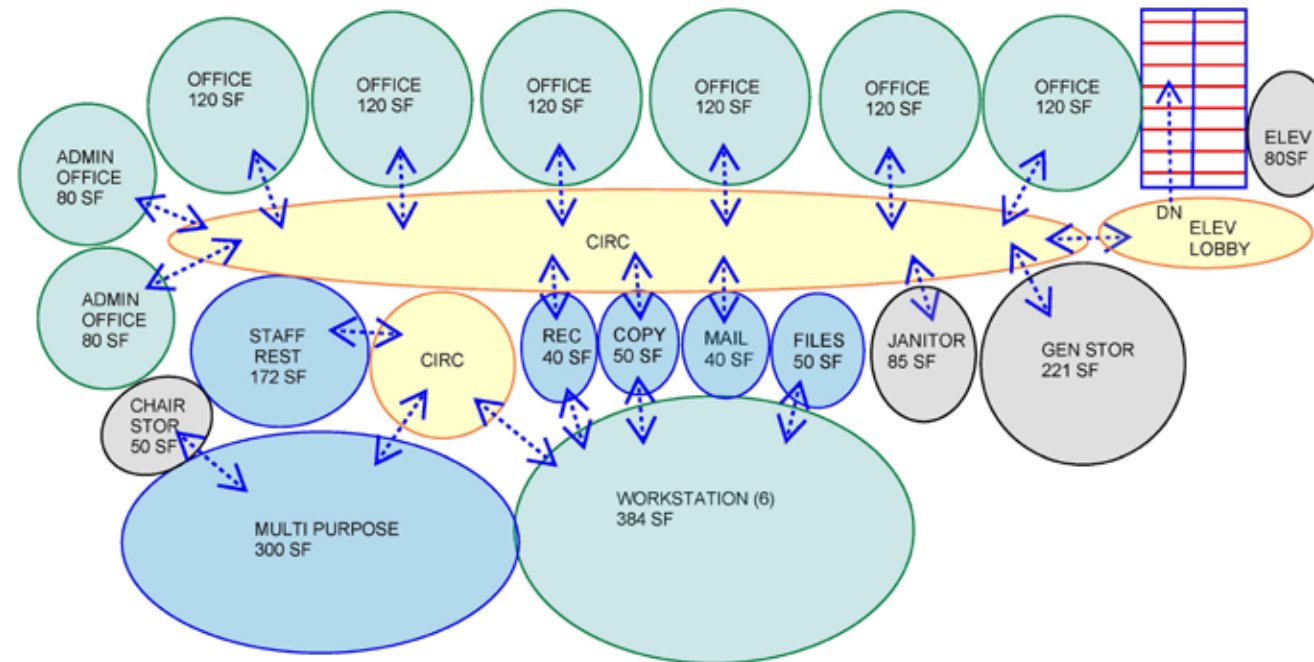 OFFICE
120 SF
OFFICE
120 SF
OFFICE
120 SF
OFFICE
120 SF
OFFICE
120 SF
OFFICE
120 SF
ELEV
80SF
ADMIN
OFFICE
80 SF
DN
ELEV
LOBBY
CIRC
ADMIN
OFFICE
80 SF
STAFF
REST
172 SF
CIRC
REC
40 SF
COPY
50 SF
MAIL
40 SF
FILES
50 SF
JANITOR
85 SF
GEN STOR
221 SF
CHAIR
STOR
50 SF
MULTI PURPOSE
300 SF
WORKSTATION (6)
384 SF